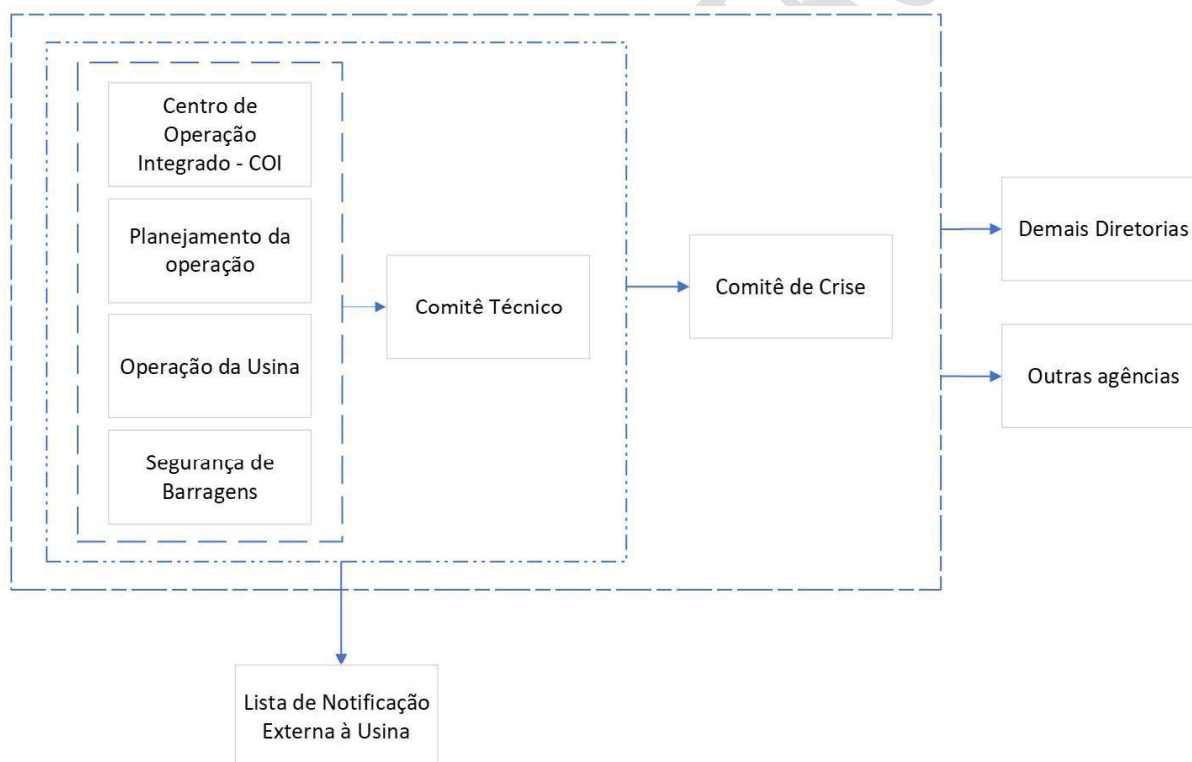 Centro de
Operação
Integrado - COI
Planejamento da
operação
Operação da Usina
Segurança de
Barragens
Comitê Técnico
Comitê de Crise
Demais Diretorias
Outras agências
Lista de Notificação
Externa à Usina